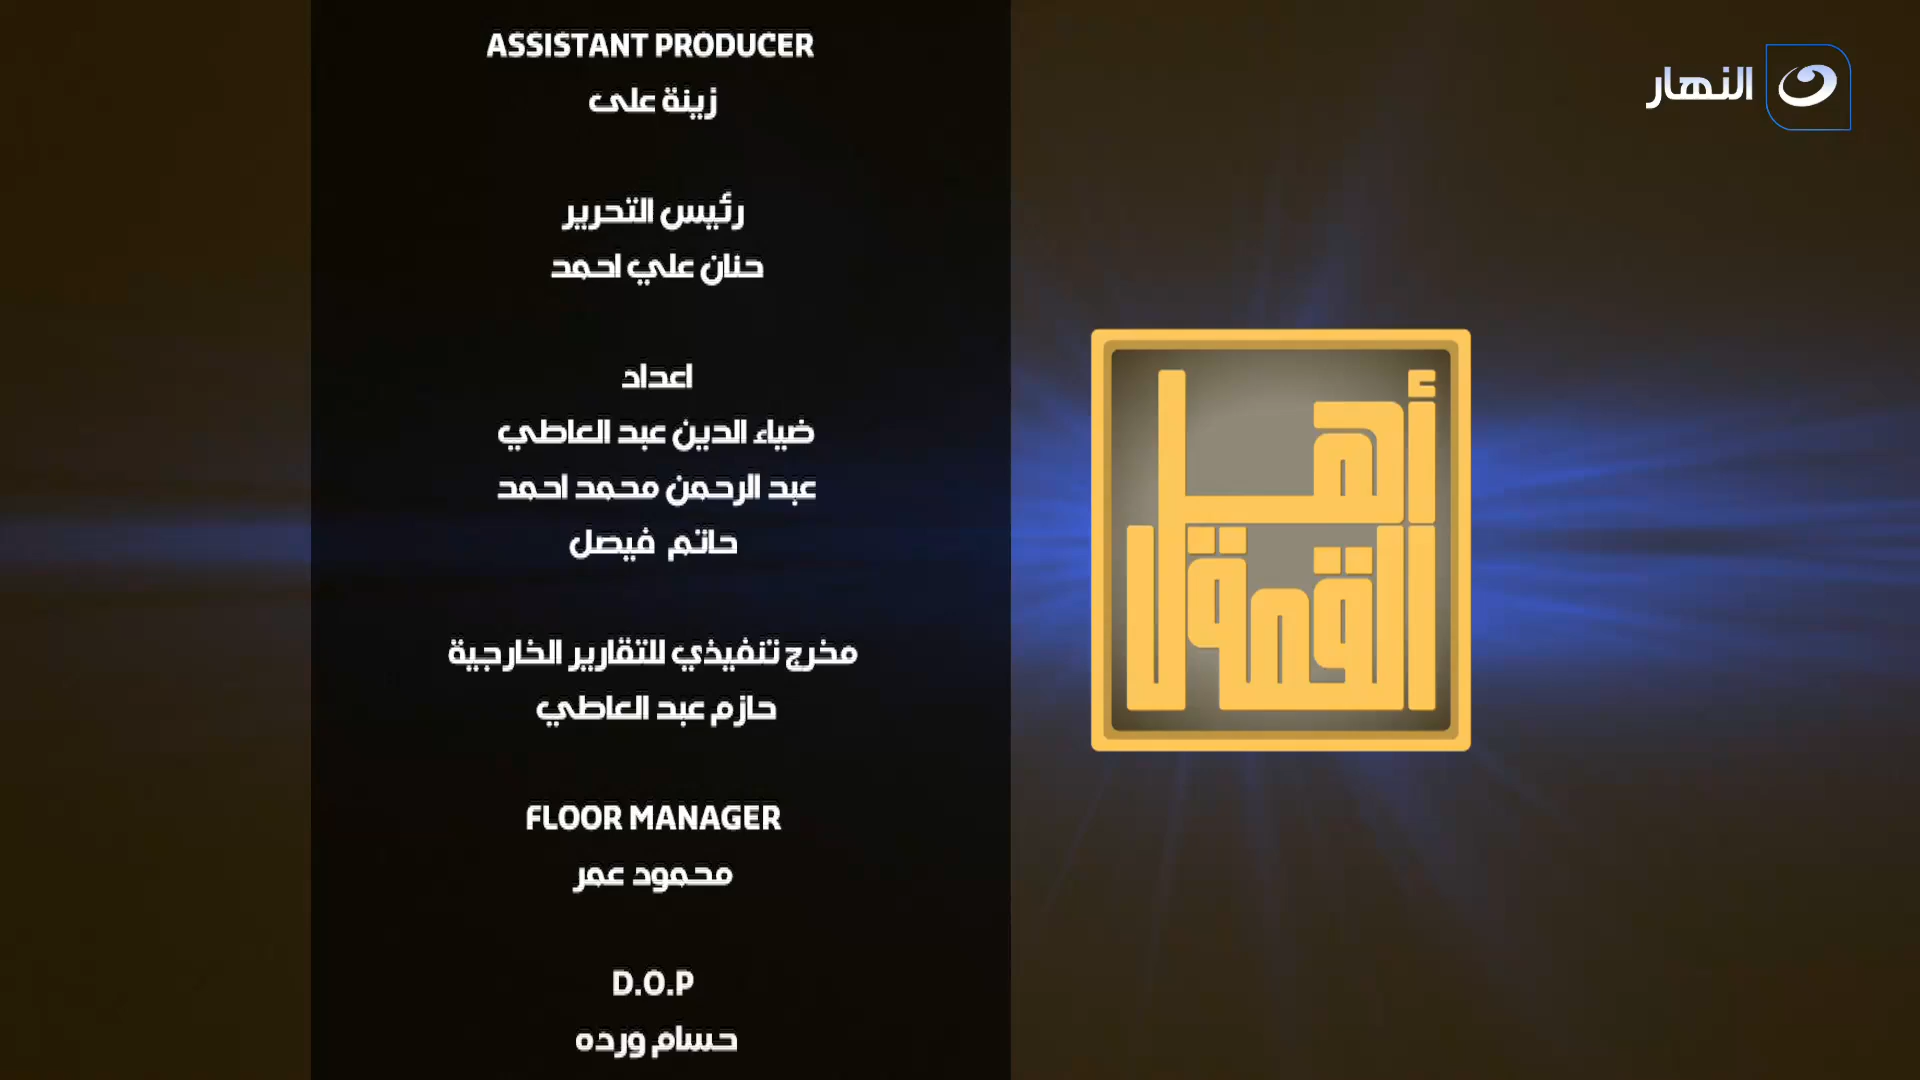 ASSISTANT PRODUCER
زينة على
رئيس التحرير
حنان علي احمد
اعداد
ضياء الدين عبد العاطي
عبد الرحمن محمد احمد
حاتم فيصل
مخرج تنفيذي للتقارير الخارجية
حازم عبد العاطي
FLOOR MANAGER
محمود عمر
D.O.P
حسام ورده
النهار
أهل
القمة